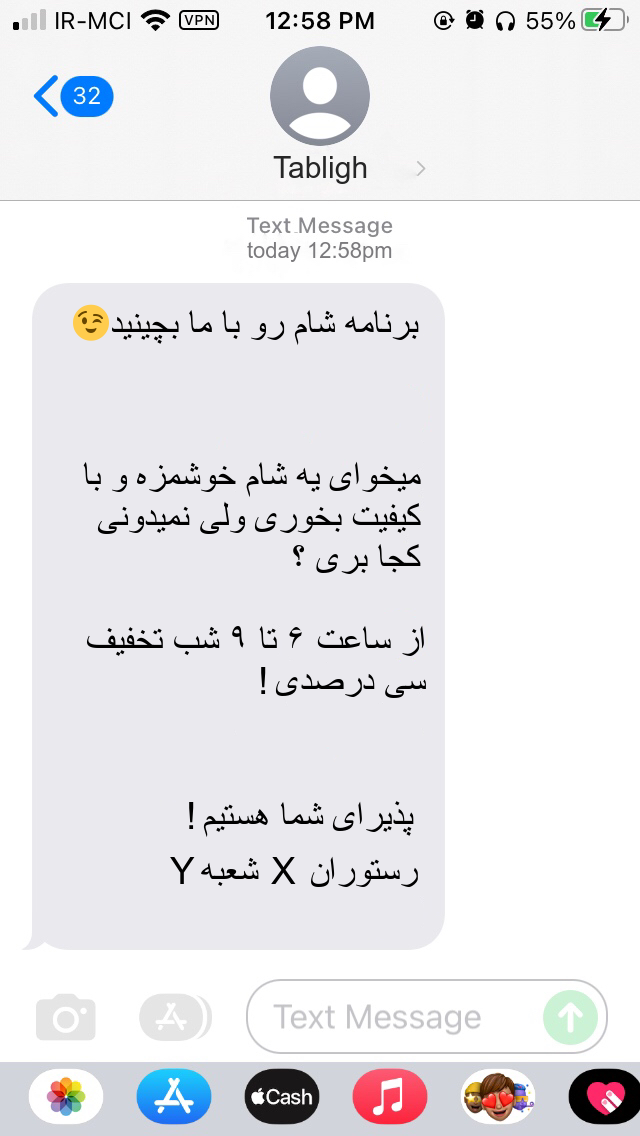 IR-MCI VPN 12:58 PM 55%
32
Tabligh
Text Message
today 12:58pm
برنامه شام رو با ما بچینید😉
میخوای یه شام خوشمزه و با
کیفیت بخوری ولی نمیدونی
کجا بری ؟
از ساعت ۶ تا ۹ شب تخفیف
سی درصدی !
پذیرای شما هستیم !
رستوران X شعبه Y
Text Message
Cash